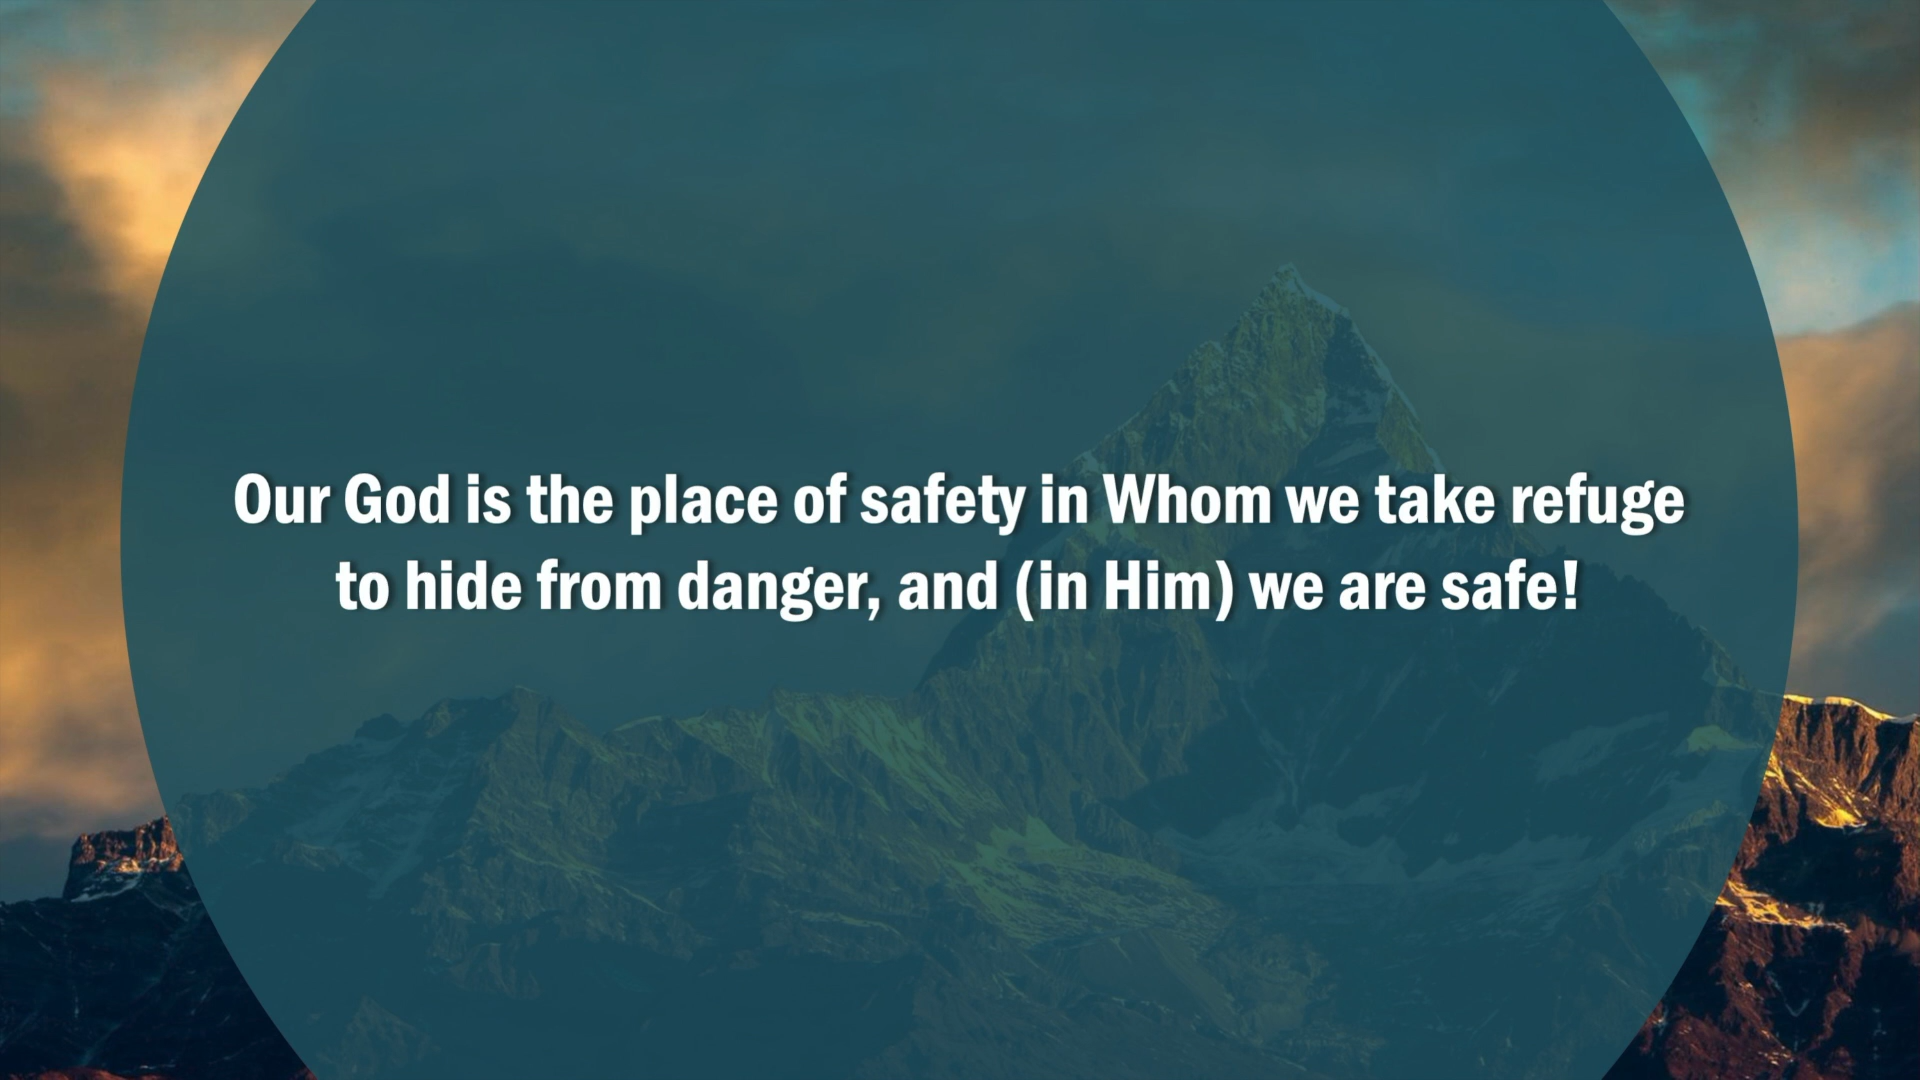 Our God is the place of safety in Whom we take refuge
to hide from danger, and (in Him) we are safe!